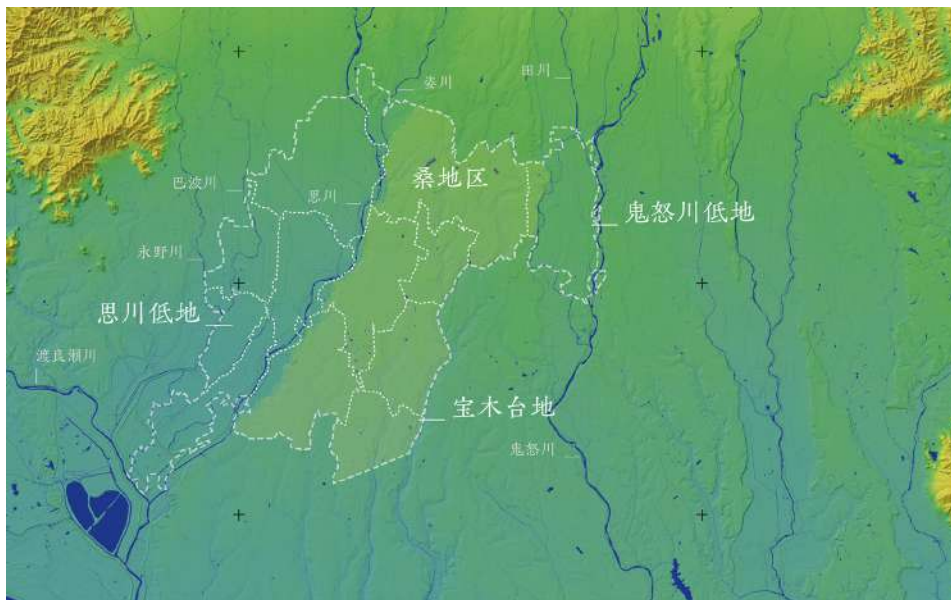 姿川
田川
桑地区
巴波川
思川
鬼怒川低地
永野川
思川低地
渡良瀬川
宝木台地
鬼怒川